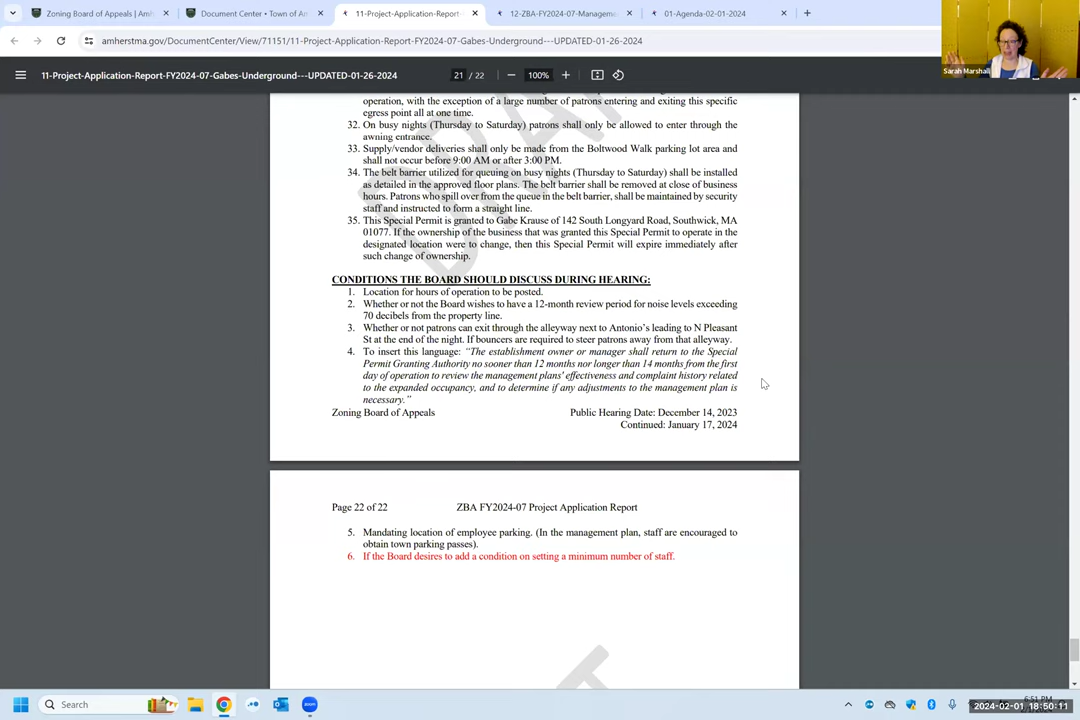 Zoning Board of Appeals | Amh
Document Center • Town of Am
11-Project-Application-Report-
12-ZBA-FY2024-07-Managem
01-Agenda-02-01-2024
amherstma.gov/DocumentCenter/View/71151/11-Project-Application-Report-FY2024-07-Gabes-Underground---UPDATED-01-26-2024
Sarah Marshall
11-Project-Application-Report-FY2024-07-Gabes-Underground---UPDATED-01-26-2024
21 / 22
100%
operation, with the exception of a large number of patrons entering and exiting this specific
egress point all at one time.
32. On busy nights (Thursday to Saturday) patrons shall only be allowed to enter through the
awning entrance.
33. Supply/vendor deliveries shall only be made from the Boltwood Walk parking lot area and
shall not occur before 9:00 AM or after 3:00 PM.
34. The belt barrier utilized for queuing on busy nights (Thursday to Saturday) shall be installed
as detailed in the approved floor plans. The belt barrier shall be removed at close of business
hours. Patrons who spill over from the queue in the belt barrier, shall be maintained by security
staff and instructed to form a straight line.
35. This Special Permit is granted to Gabe Krause of 142 South Longyard Road, Southwick, MA
01077. If the ownership of the business that was granted this Special Permit to operate in the
designated location were to change, then this Special Permit will expire immediately after
such change of ownership.
CONDITIONS THE BOARD SHOULD DISCUSS DURING HEARING:
1. Location for hours of operation to be posted.
2. Whether or not the Board wishes to have a 12-month review period for noise levels exceeding
70 decibels from the property line.
3. Whether or not patrons can exit through the alleyway next to Antonio's leading to N Pleasant
St at the end of the night. If bouncers are required to steer patrons away from that alleyway.
4. To insert this language: "The establishment owner or manager shall return to the Special
Permit Granting Authority no sooner than 12 months nor longer than 14 months from the first
day of operation to review the management plans' effectiveness and complaint history related
to the expanded occupancy, and to determine if any adjustments to the management plan is
necessary."
Zoning Board of Appeals Public Hearing Date: December 14, 2023
Continued: January 17, 2024
Page 22 of 22 ZBA FY2024-07 Project Application Report
5. Mandating location of employee parking. (In the management plan, staff are encouraged to
obtain town parking passes).
6. If the Board desires to add a condition on setting a minimum number of staff.
DRAFT
Search
6:51 PM
2024-02-01 18:50:11